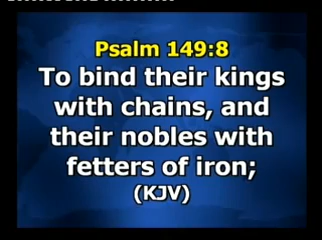 Psalm 149:8
To bind their kings
with chains, and
their nobles with
fetters of iron;
(KJV)